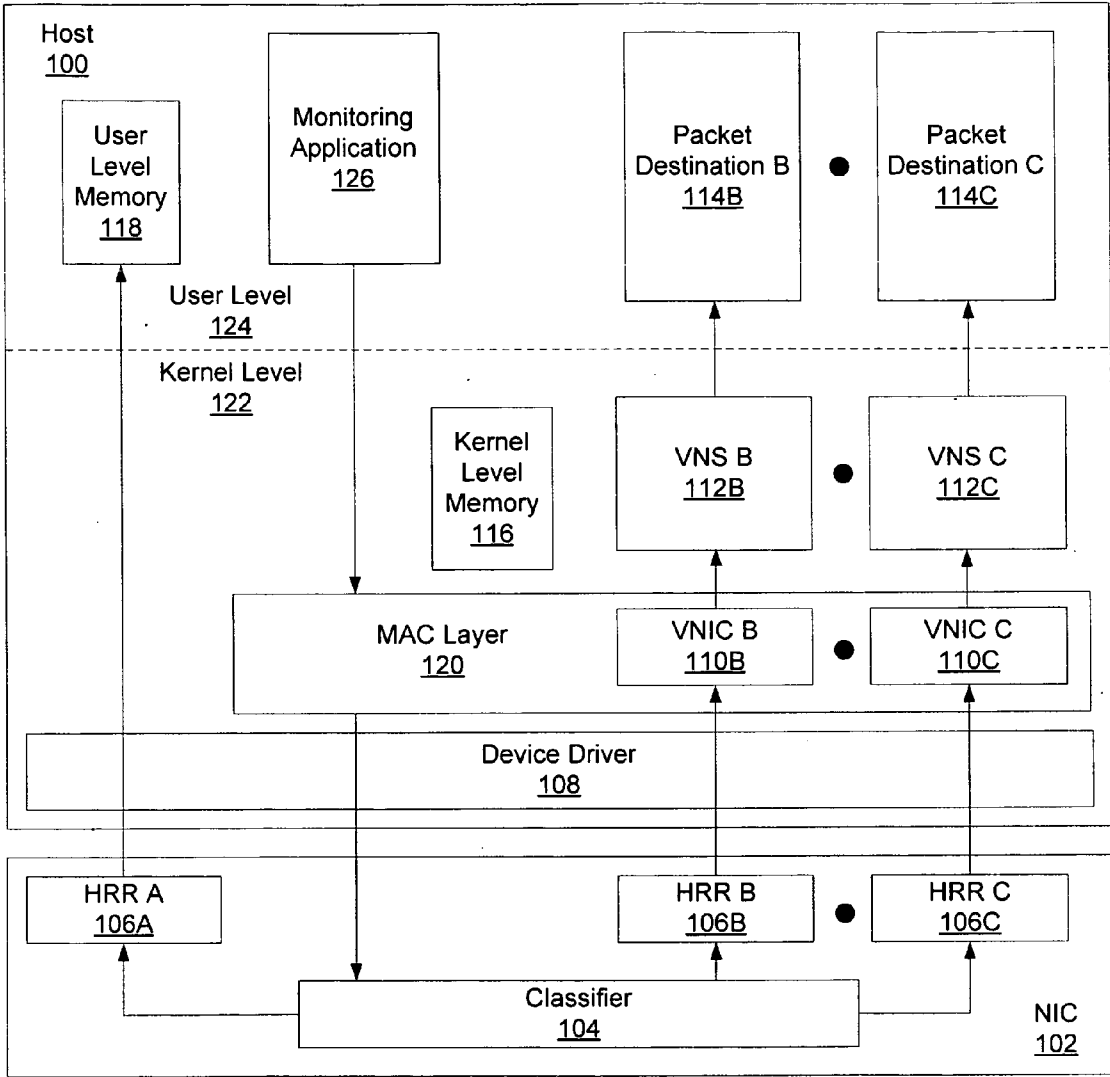 Host
100
User
Level
Memory
118
Monitoring
Application
126
Packet
Destination B
114B
Packet
Destination C
114C
User Level
124
Kernel Level
122
Kernel
Level
Memory
116
VNS B
112B
VNS C
112C
MAC Layer
120
VNIC B
110B
VNIC C
110C
Device Driver
108
HRR A
106A
HRR B
106B
HRR C
106C
Classifier
104
NIC
102